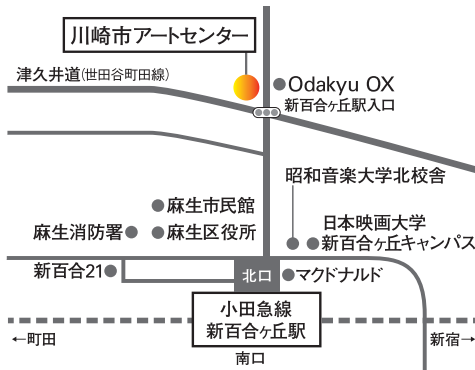 川崎市アートセンター
津久井道(世田谷町田線)
Odakyu OX
新百合ヶ丘駅入口
昭和音楽大学北校舎
麻生市民館
日本映画大学
新百合ヶ丘キャンパス
麻生消防署
麻生区役所
新百合21
北口
マクドナルド
小田急線
新百合ヶ丘駅
←町田
新宿→
南口